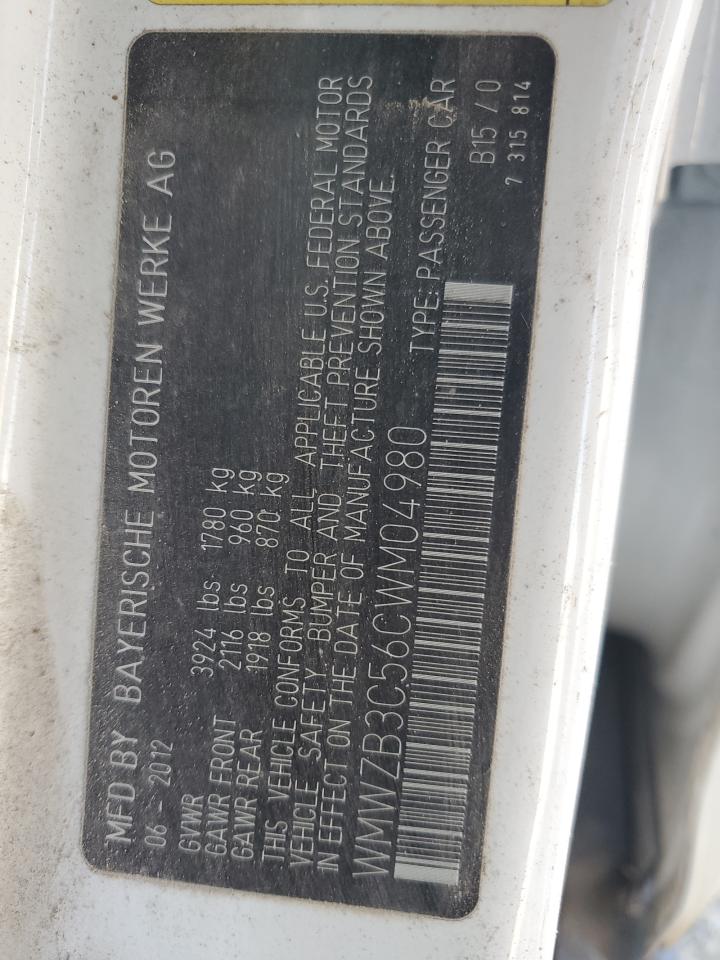 MFD BY BAYERISCHE MOTOREN WERKE AG
06 - 2012
GVWR 3924 lbs 1780 kg
GAWR FRONT 2116 lbs 960 kg
GAWR REAR 1918 lbs 870 kg
THIS VEHICLE CONFORMS TO ALL APPLICABLE U.S. FEDERAL MOTOR
VEHICLE SAFETY, BUMPER AND THEFT PREVENTION STANDARDS
IN EFFECT ON THE DATE OF MANUFACTURE SHOWN ABOVE.
WMWZB3C56CWM04980 TYPE: PASSENGER CAR
B15 / 0
7 315 814